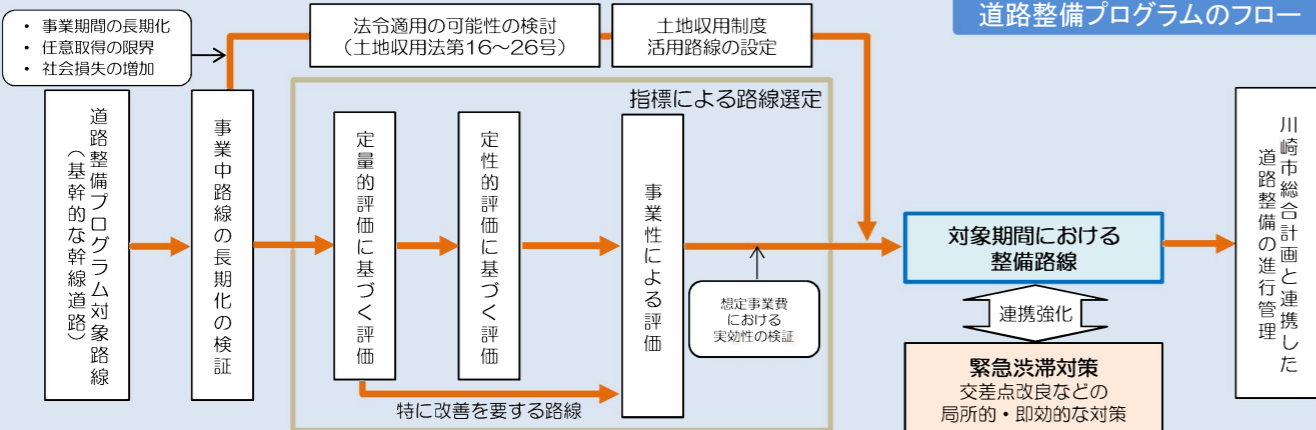 道路整備プログラムのフロー
・ 事業期間の長期化
・ 任意取得の限界
・ 社会損失の増加
法令適用の可能性の検討
（土地収用法第16～26号）
土地収用制度
活用路線の設定
道路整備プログラム対象路線
（基幹的な幹線道路）
事業中路線の長期化の検証
指標による路線選定
定量的評価に基づく評価
定性的評価に基づく評価
事業性による評価
特に改善を要する路線
想定事業費
における
実効性の検証
対象期間における
整備路線
連携強化
緊急渋滞対策
交差点改良などの
局所的・即効的な対策
川崎市総合計画と連携した
道路整備の進行管理